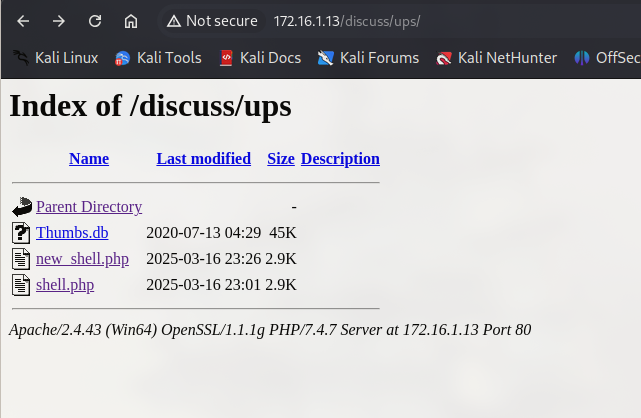 Not secure 172.16.1.13/discuss/ups/
Kali Linux Kali Tools Kali Docs Kali Forums Kali NetHunter OffSec
Index of /discuss/ups
Name Last modified Size Description
Parent Directory -
Thumbs.db 2020-07-13 04:29 45K
new_shell.php 2025-03-16 23:26 2.9K
shell.php 2025-03-16 23:01 2.9K
Apache/2.4.43 (Win64) OpenSSL/1.1.1g PHP/7.4.7 Server at 172.16.1.13 Port 80